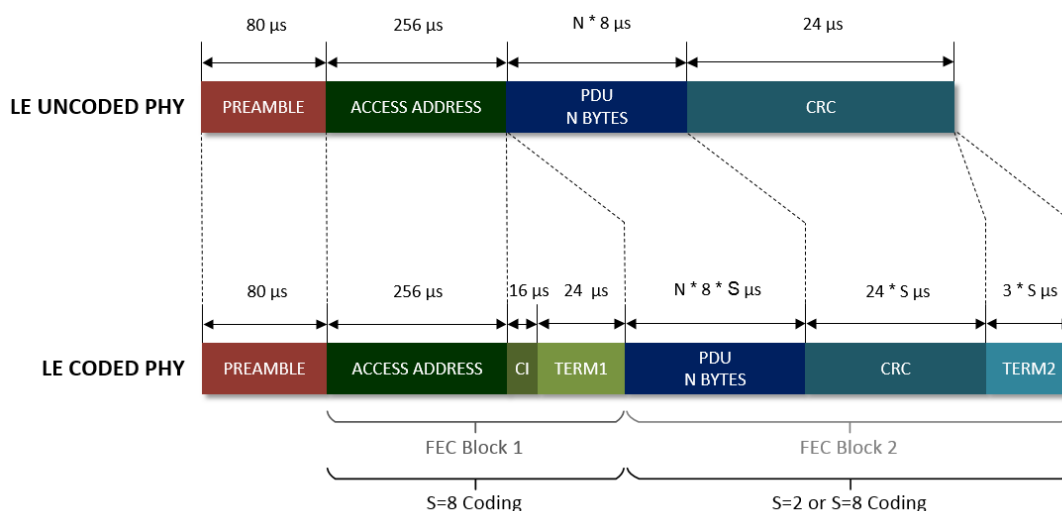 80 µs 256 µs N * 8 µs 24 µs
LE UNCODED PHY PREAMBLE ACCESS ADDRESS PDU N BYTES CRC
80 µs 256 µs 16 µs 24 µs N * 8 * S µs 24 * S µs 3 * S µs
LE CODED PHY PREAMBLE ACCESS ADDRESS CI TERM1 PDU N BYTES CRC TERM2
FEC Block 1 FEC Block 2
S=8 Coding S=2 or S=8 Coding